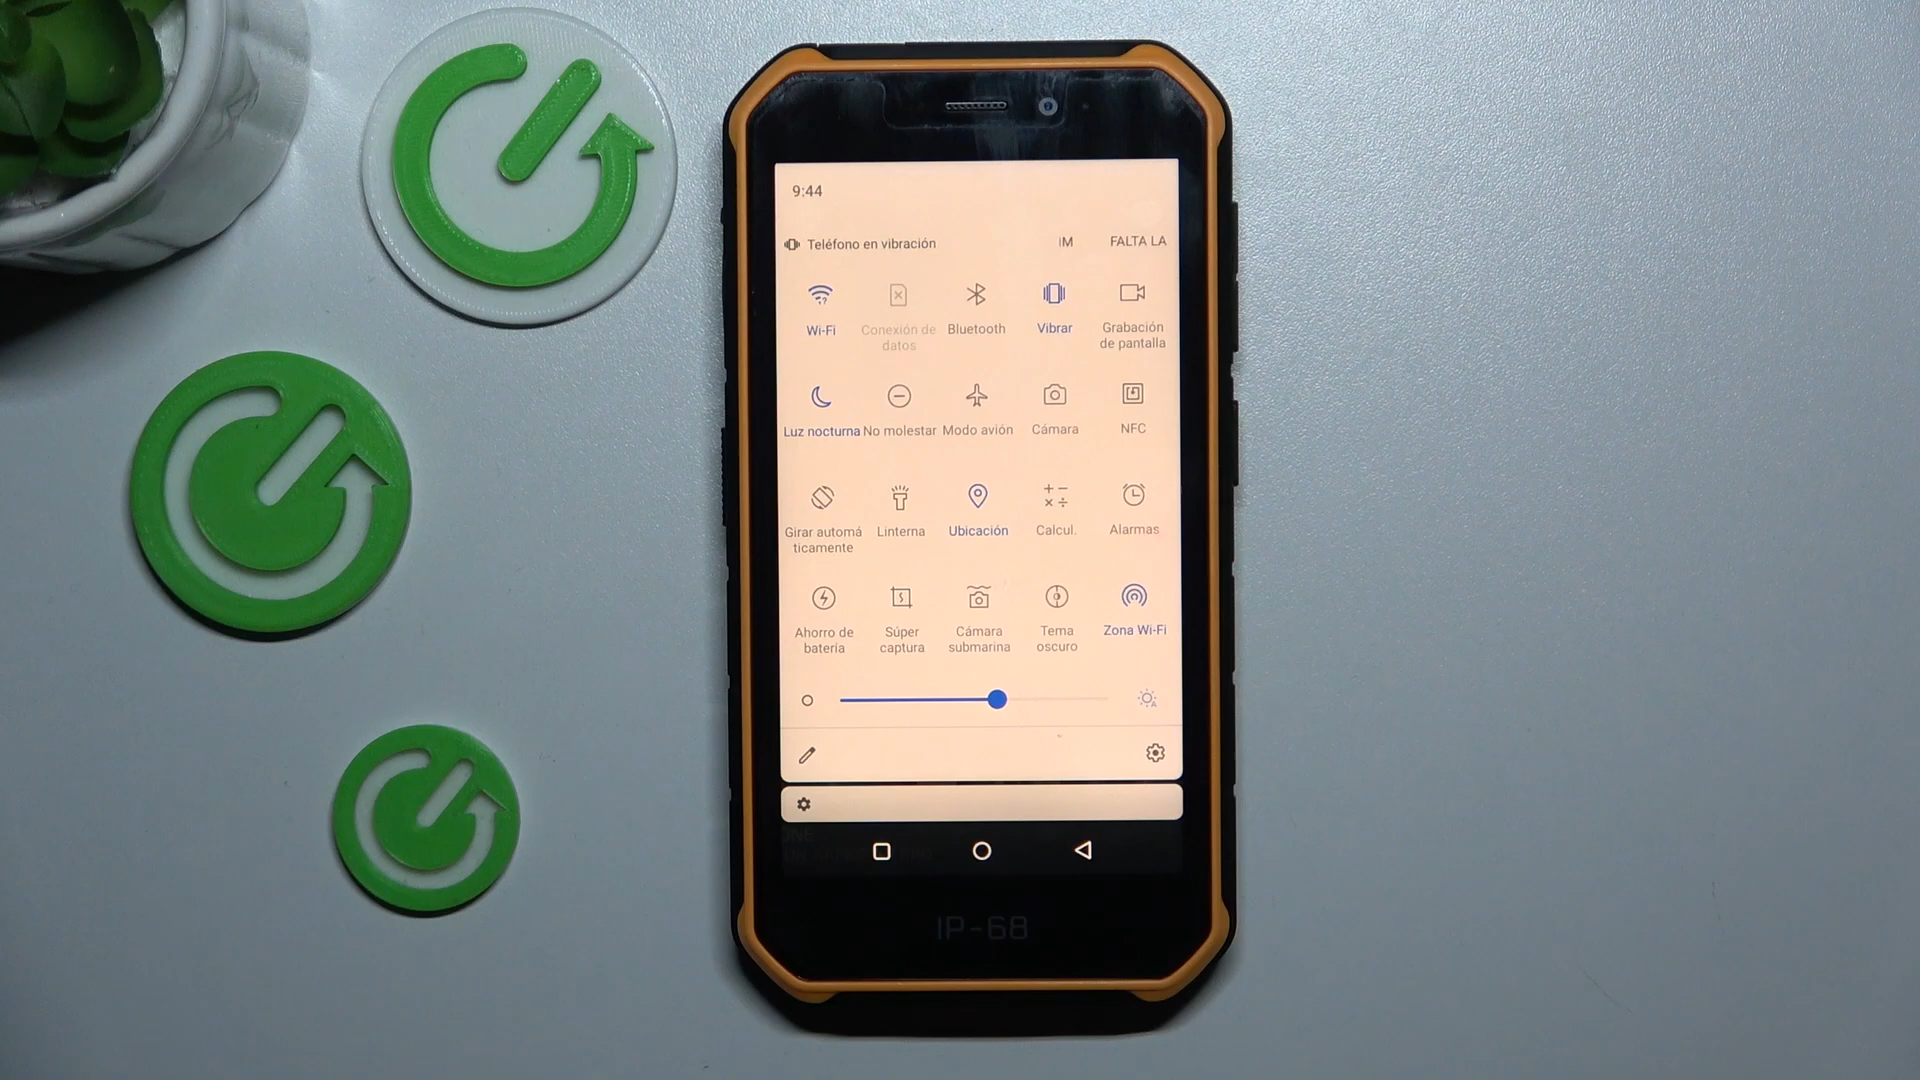 9:44
Teléfono en vibración IM FALTA LA
Wi-Fi Conexión de datos Bluetooth Vibrar Grabación de pantalla
Luz nocturna No molestar Modo avión Cámara NFC
Girar automá
ticamente Linterna Ubicación Calcul. Alarmas
Ahorro de batería Súper captura Cámara submarina Tema oscuro Zona Wi-Fi
IP-68